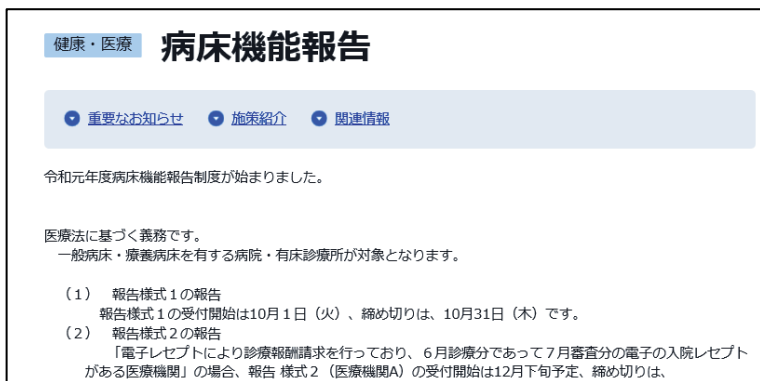 健康・医療 病床機能報告
重要なお知らせ 施策紹介 関連情報
令和元年度病床機能報告制度が始まりました。
医療法に基づく義務です。
一般病床・療養病床を有する病院・有床診療所が対象となります。
（１） 報告様式１の報告
報告様式１の受付開始は10月１日（火）、締め切りは、10月31日（木）です。
（２） 報告様式２の報告
「電子レセプトにより診療報酬請求を行っており、６月診療分であって７月審査分の電子の入院レセプト
がある医療機関」の場合、報告 様式２（医療機関A）の受付開始は12月下旬予定、締め切りは、